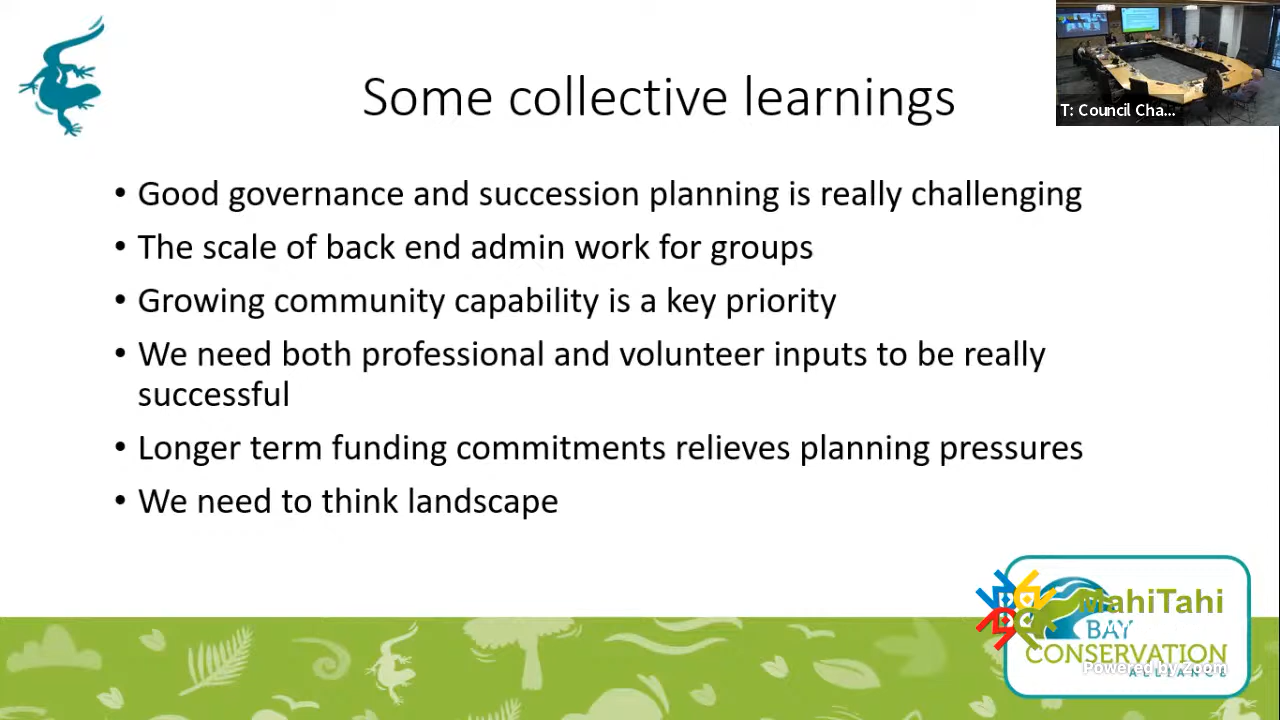 Some collective learnings
T: Council Cha...
• Good governance and succession planning is really challenging
• The scale of back end admin work for groups
• Growing community capability is a key priority
• We need both professional and volunteer inputs to be really
successful
• Longer term funding commitments relieves planning pressures
• We need to think landscape
MahiTahi
BAY
CONSERVATION
Powered by Zoom
ALLIANCE